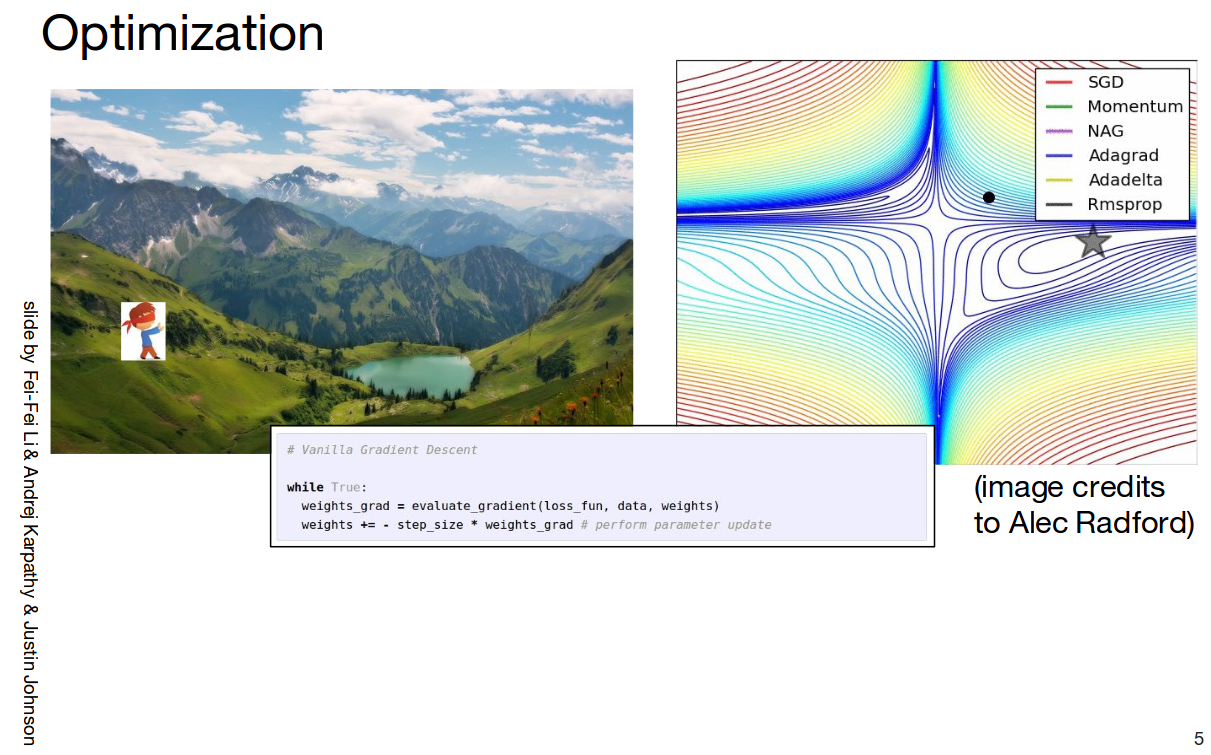 Optimization
SGD
Momentum
NAG
Adagrad
Adadelta
Rmsprop
# Vanilla Gradient Descent
while True:
weights_grad = evaluate_gradient(loss_fun, data, weights)
weights += - step_size * weights_grad # perform parameter update
(image credits
to Alec Radford)
slide by Fei-Fei Li & Andrej Karpathy & Justin Johnson
5